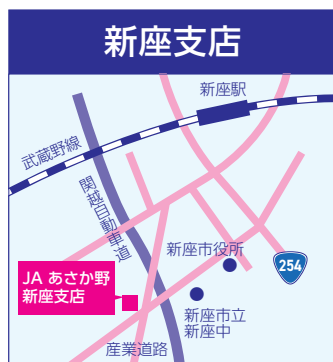 新座支店
新座駅
武蔵野線
関越自動車道
新座市役所
254
JA あさか野
新座支店
新座市立
新座中
産業道路